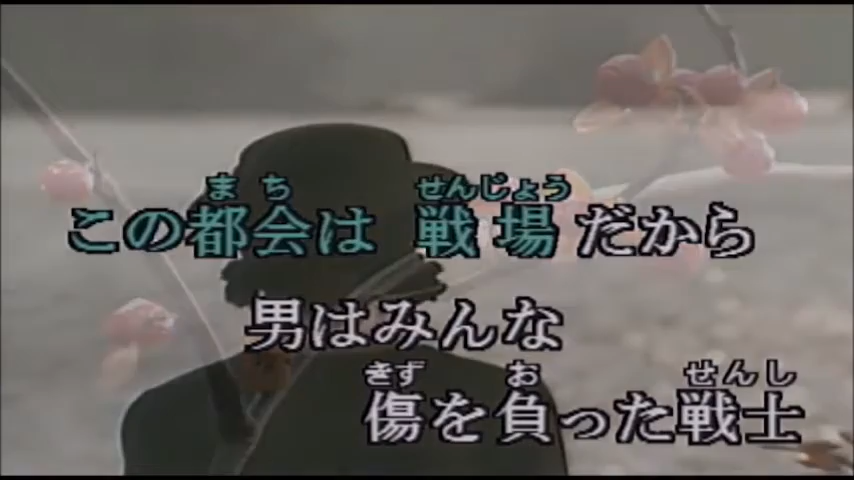 まち せんじょう
この都会は 戦場だから
男はみんな
きず お せんし
傷を負った戦士